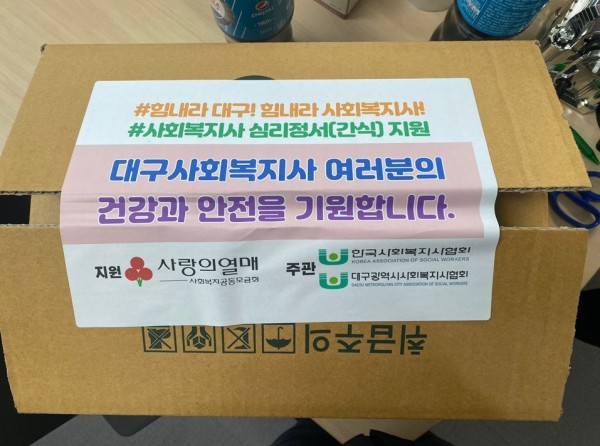 #힘내라 대구! 힘내라 사회복지사!
#사회복지사 심리정서(간식) 지원
대구사회복지사 여러분의
건강과 안전을 기원합니다.
지원 사랑의열매
사회복지공동모금회
주관 한국사회복지사협회
KOREA ASSOCIATION OF SOCIAL WORKERS
대구광역시사회복지사협회
DAEGU METROPOLITAN CITY ASSOCIATION OF SOCIAL WORKERS
취급주의